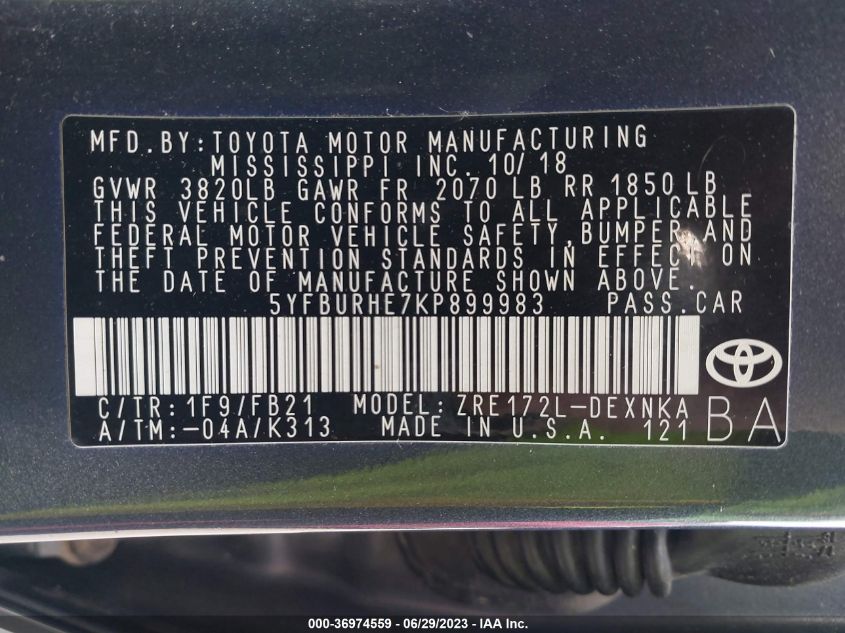 MFD.BY:TOYOTA MOTOR MANUFACTURING
MISSISSIPPI INC. 10/18
GVWR 3820LB GAWR FR 2070 LB RR 1850 LB
THIS VEHICLE CONFORMS TO ALL APPLICABLE
FEDERAL MOTOR VEHICLE SAFETY,BUMPER AND
THEFT PREVENTION STANDARDS IN EFFECT ON
THE DATE OF MANUFACTURE SHOWN ABOVE.
5YFBURHE7KP899983 PASS.CAR
C/TR:1F9/FB21 MODEL:ZRE172L-DEXNKA
A/TM:-04A/K313 MADE IN U.S.A. 121 BA
000-36974559 - 06/29/2023 - IAA Inc.